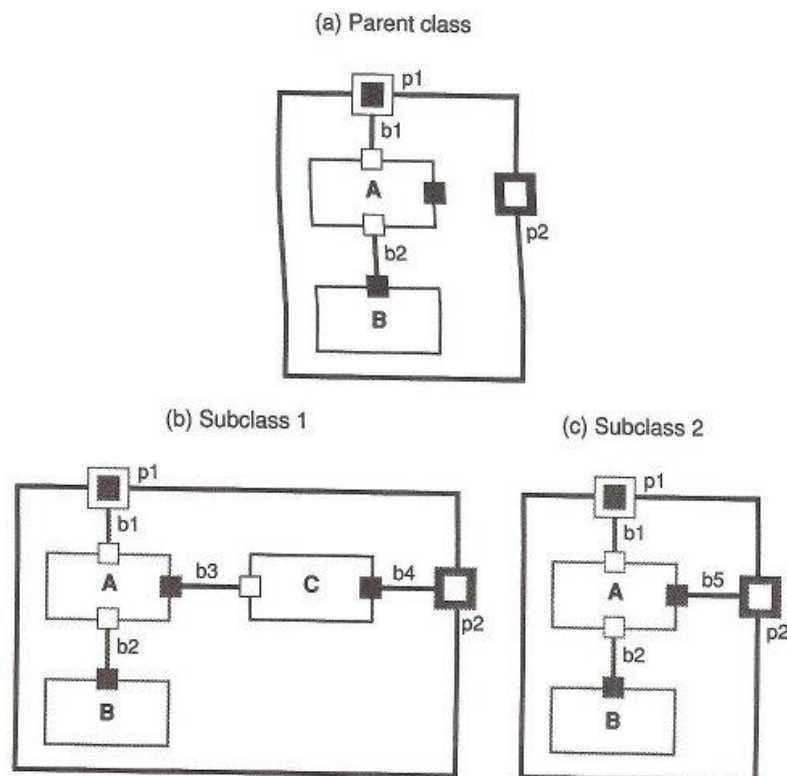 (a) Parent class
p1
b1
A
p2
b2
B
(b) Subclass 1
p1
b1
A
b3
C
b4
p2
b2
B
(c) Subclass 2
p1
b1
A
b5
p2
b2
B